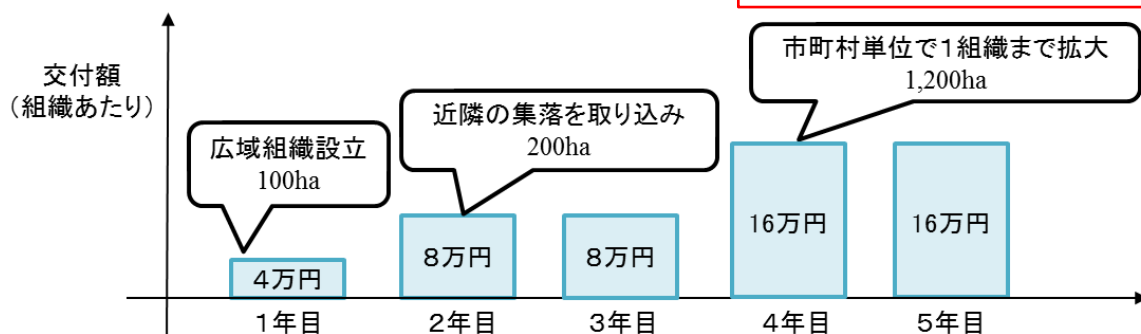 交付額
（組織あたり）
広域組織設立
100ha
近隣の集落を取り込み
200ha
市町村単位で１組織まで拡大
1,200ha
４万円
８万円
８万円
16万円
16万円
１年目
２年目
３年目
４年目
５年目